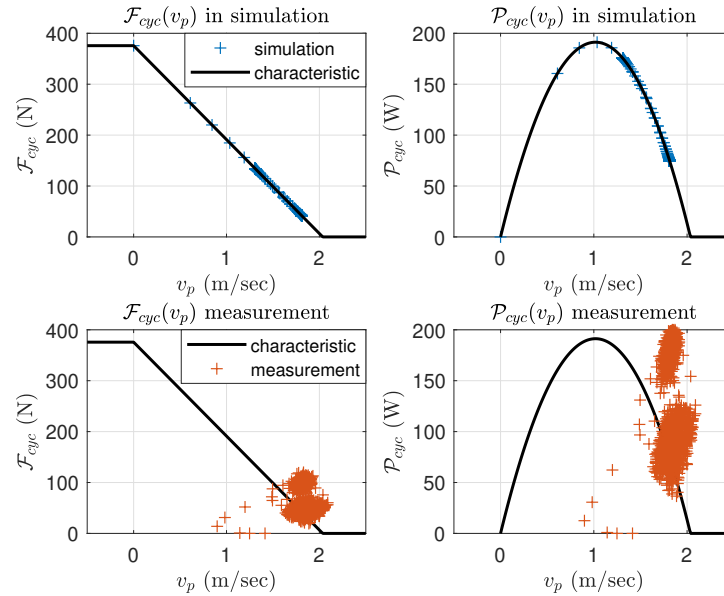 F_cyc(v_p) in simulation
400
300
200
100
0
F_cyc (N)
simulation
characteristic
0 1 2
v_p (m/sec)
P_cyc(v_p) in simulation
200
150
100
50
0
P_cyc (W)
0 1 2
v_p (m/sec)
F_cyc(v_p) measurement
400
300
200
100
0
F_cyc (N)
characteristic
measurement
0 1 2
v_p (m/sec)
P_cyc(v_p) measurement
200
150
100
50
0
P_cyc (W)
0 1 2
v_p (m/sec)